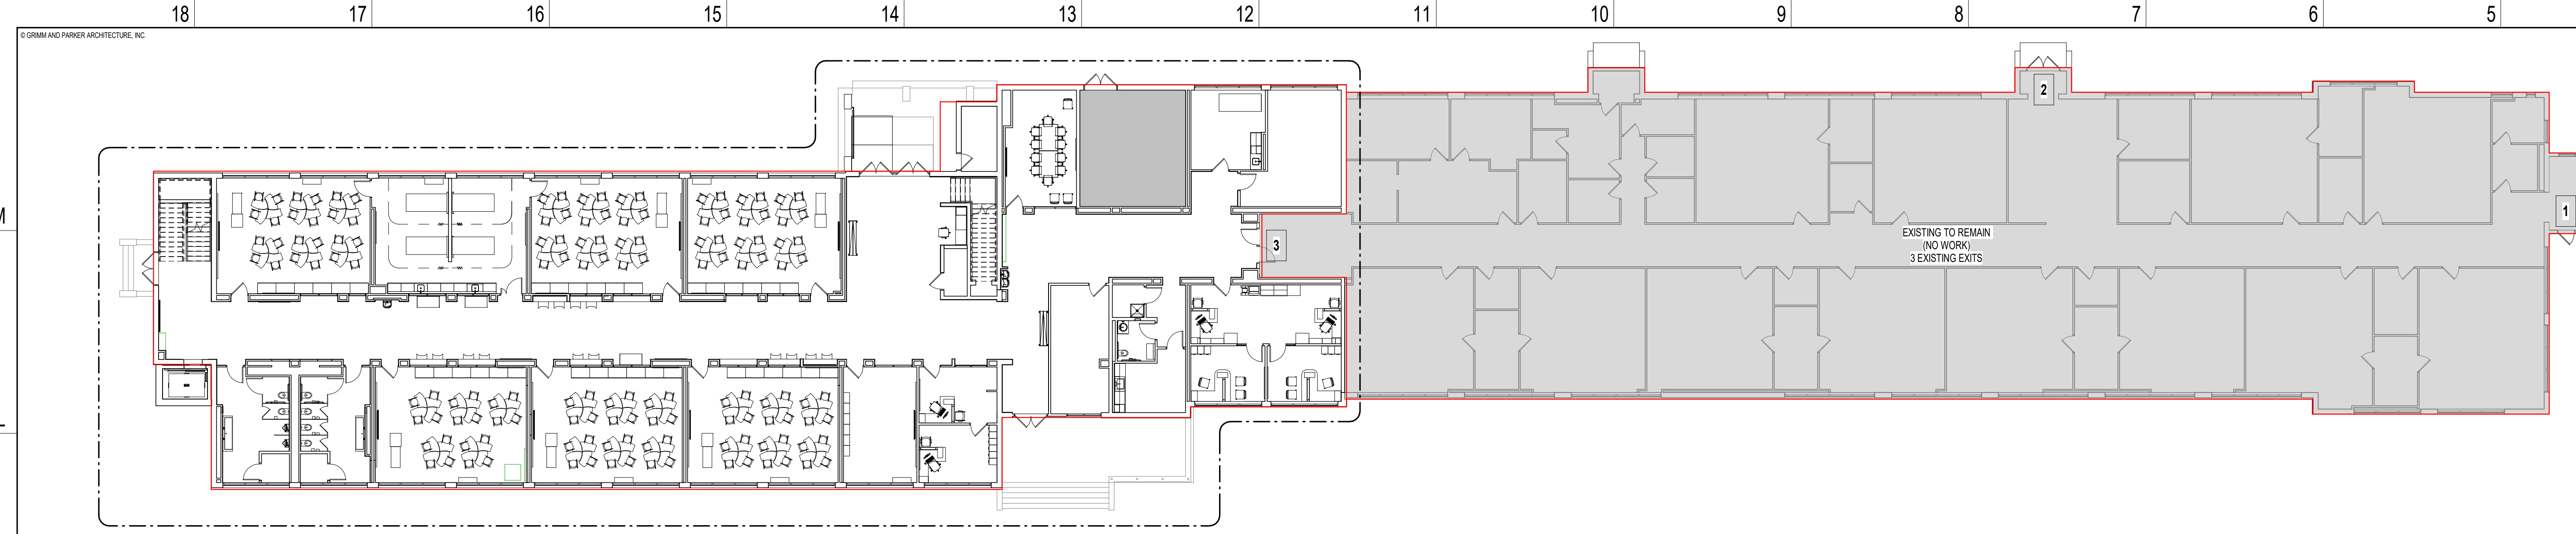 18 17 16 15 14 13 12 11 10 9 8 7 6 5
© GRIMM AND PARKER ARCHITECTURE, INC.
2
M
1
EXISTING TO REMAIN
(NO WORK)
3 EXISTING EXITS
3